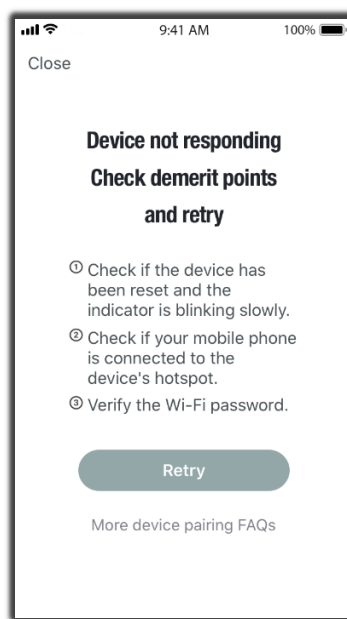 9:41 AM 100%
Close
Device not responding
Check demerit points
and retry
① Check if the device has
been reset and the
indicator is blinking slowly.
② Check if your mobile phone
is connected to the
device's hotspot.
③ Verify the Wi-Fi password.
Retry
More device pairing FAQs